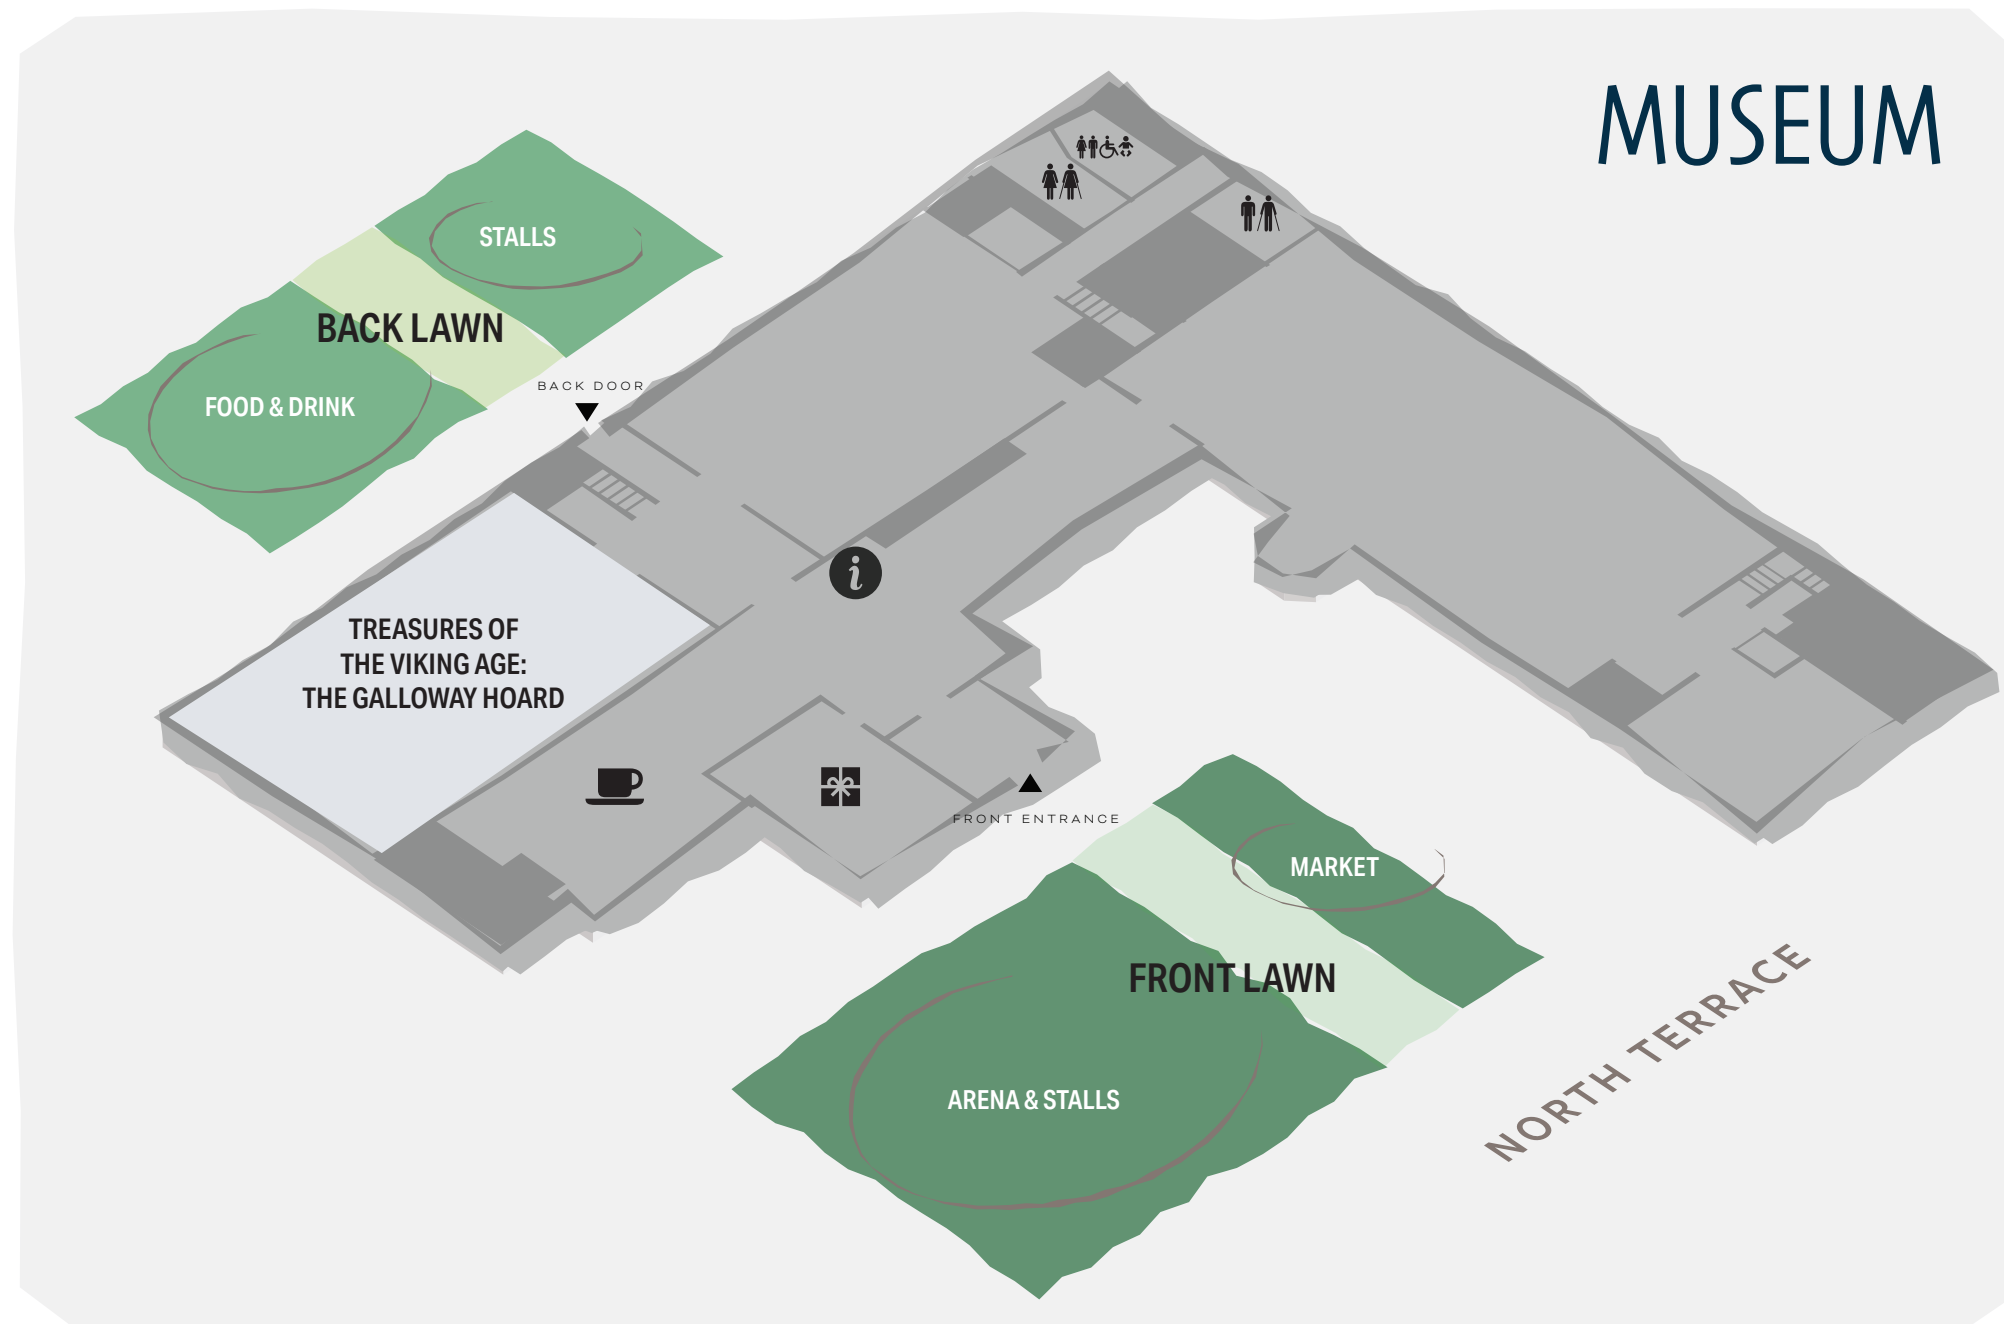 MUSEUM
STALLS
BACK LAWN
BACK DOOR
FOOD & DRINK
i
TREASURES OF
THE VIKING AGE:
THE GALLOWAY HOARD
FRONT ENTRANCE
MARKET
FRONT LAWN
ARENA & STALLS
NORTH TERRACE